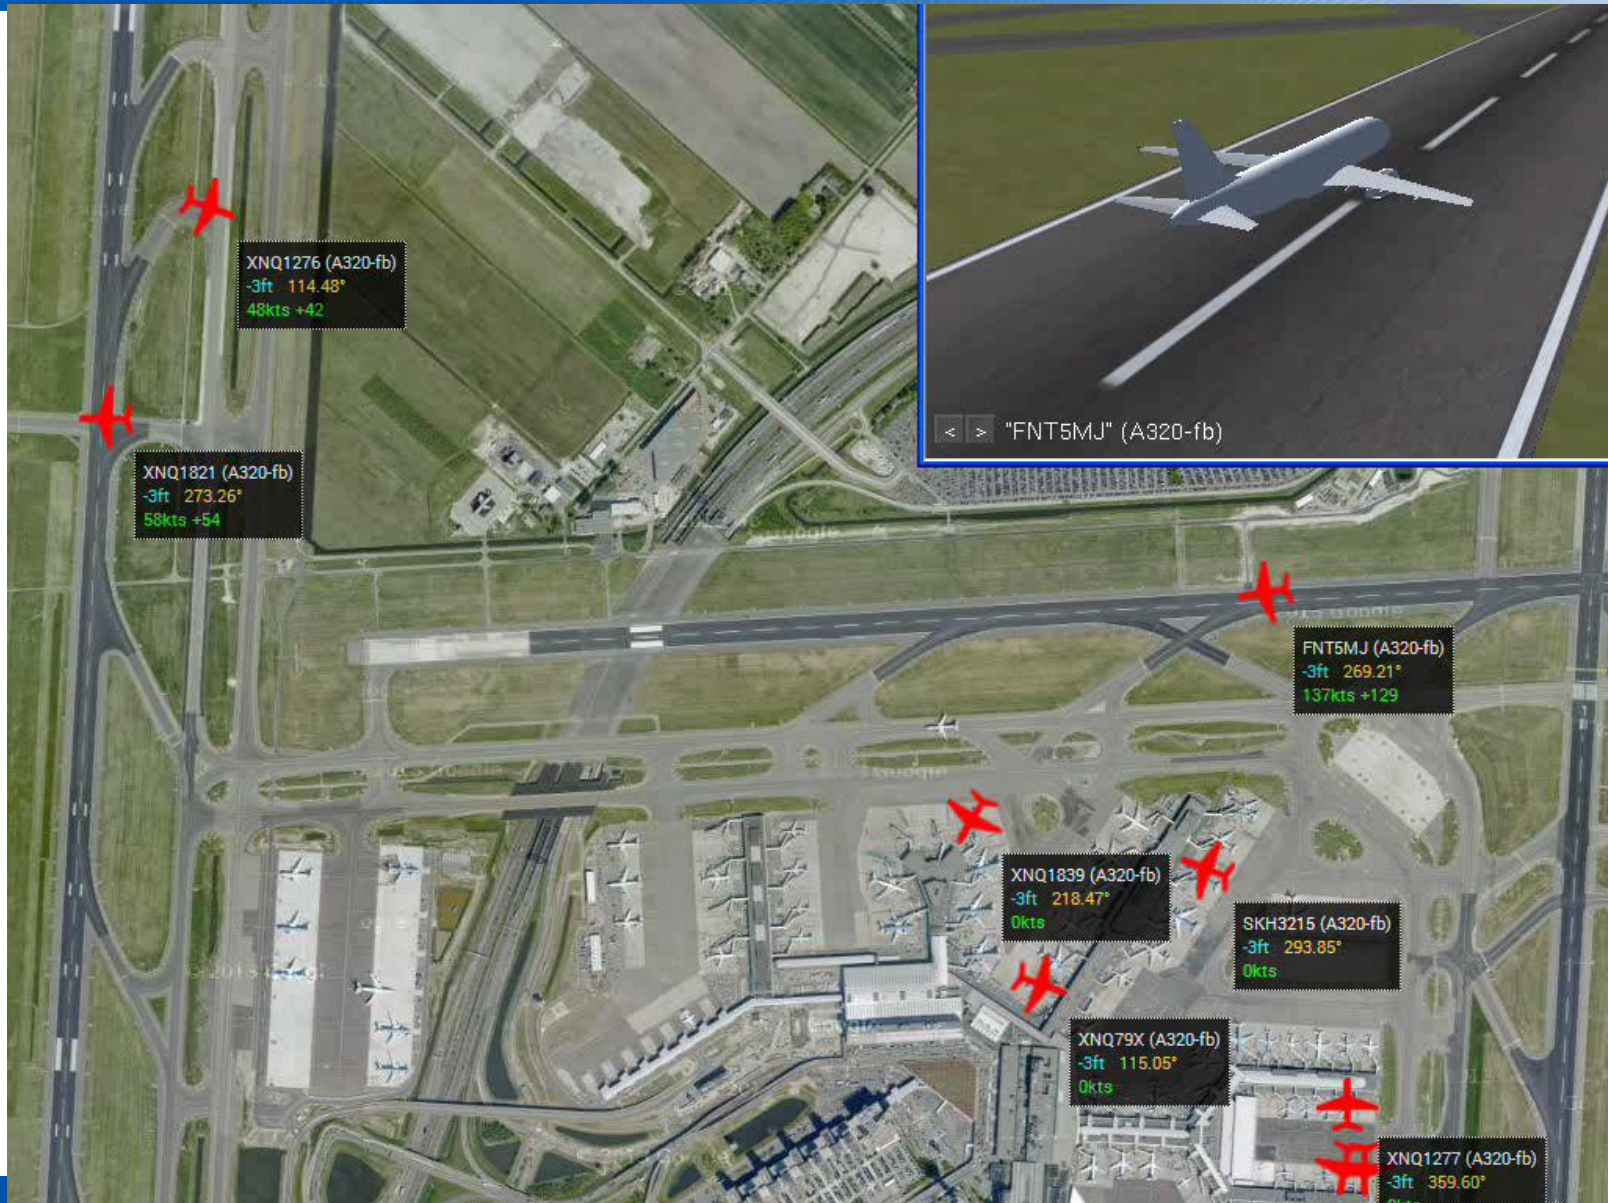 < > "FNT5MJ" (A320-fb)
XNQ1276 (A320-fb)
-3ft 114.48°
48kts +42
XNQ1821 (A320-fb)
-3ft 273.26°
58kts +54
Google
FNT5MJ (A320-fb)
-3ft 269.21°
137kts +129
XNQ1839 (A320-fb)
-3ft 218.47°
0kts
SKH3215 (A320-fb)
-3ft 293.85°
0kts
XNQ79X (A320-fb)
-3ft 115.05°
0kts
XNQ1277 (A320-fb)
-3ft 359.60°